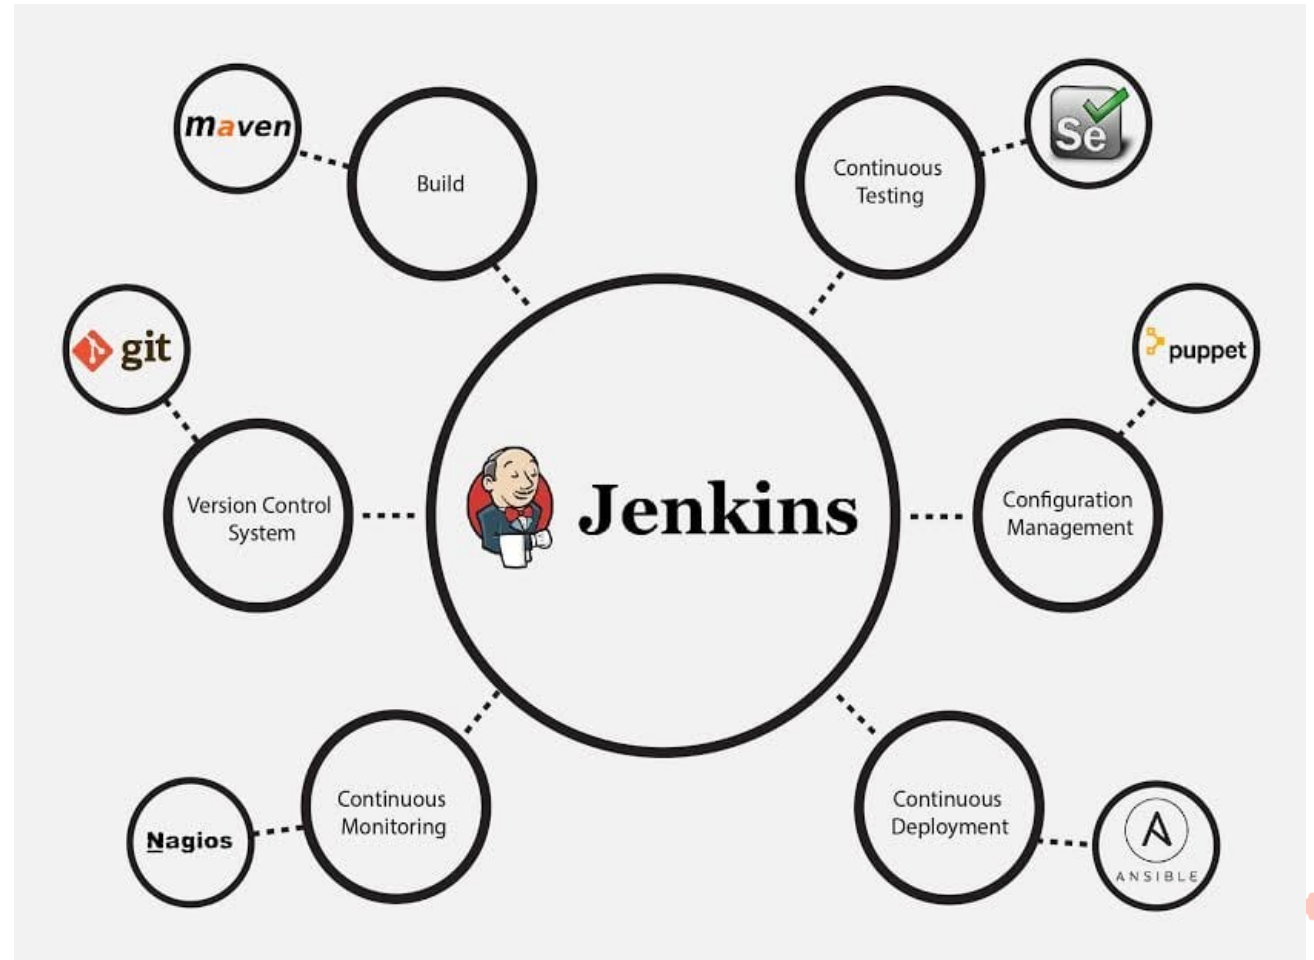 maven
Build
Continuous
Testing
Se
git
puppet
Version Control
System
Jenkins
Configuration
Management
Continuous
Monitoring
Nagios
Continuous
Deployment
A
ANSIBLE